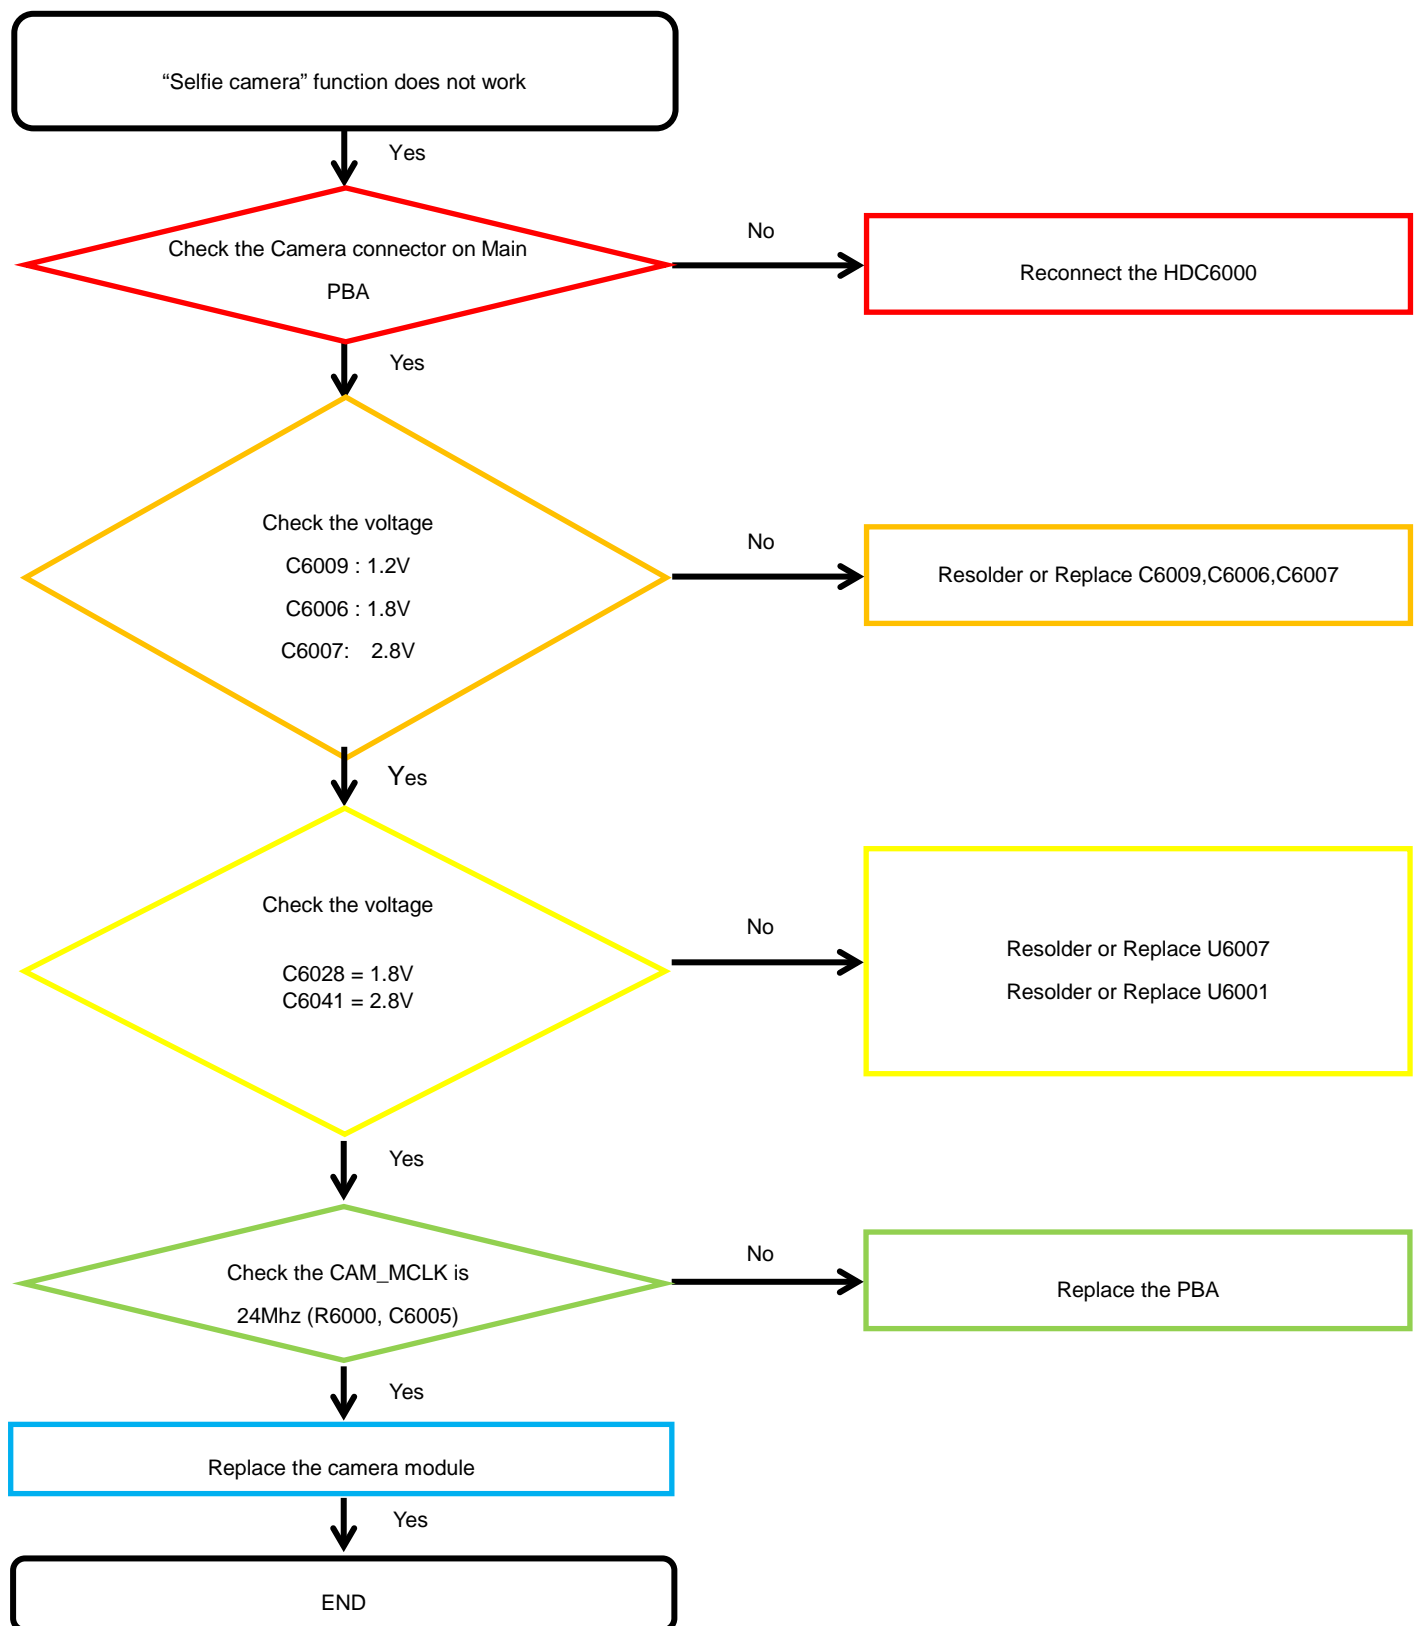 “Selfie camera” function does not work
Yes
Check the Camera connector on Main
PBA
No
Reconnect the HDC6000
Yes
Check the voltage
C6009 : 1.2V
C6006 : 1.8V
C6007:    2.8V
No
Resolder or Replace C6009,C6006,C6007
Yes
Check the voltage
C6028 = 1.8V
C6041 = 2.8V
No
Resolder or Replace U6007
Resolder or Replace U6001
Yes
Check the CAM_MCLK is
24Mhz (R6000, C6005)
No
Replace the PBA
Yes
Replace the camera module
Yes
END